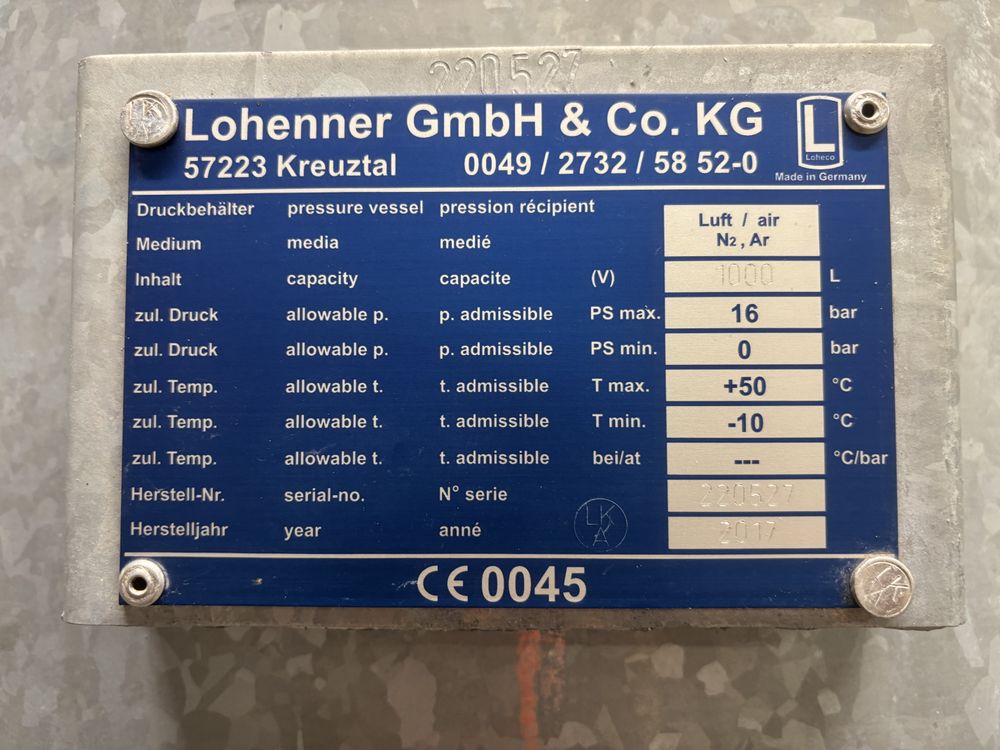 220527
Lohenner GmbH & Co. KG
57223 Kreuztal 0049 / 2732 / 58 52-0
L
Loheco
Made in Germany
Druckbehälter pressure vessel pression récipient
Luft / air
N2 , Ar
Medium media medié
Inhalt capacity capacite (V) 1000 L
zul. Druck allowable p. p. admissible PS max. 16 bar
zul. Druck allowable p. p. admissible PS min. 0 bar
zul. Temp. allowable t. t. admissible T max. +50 °C
zul. Temp. allowable t. t. admissible T min. -10 °C
zul. Temp. allowable t. t. admissible bei/at --- °C/bar
Herstell-Nr. serial-no. N° serie 220527
Herstelljahr year anné 2017
LK
A
CE 0045